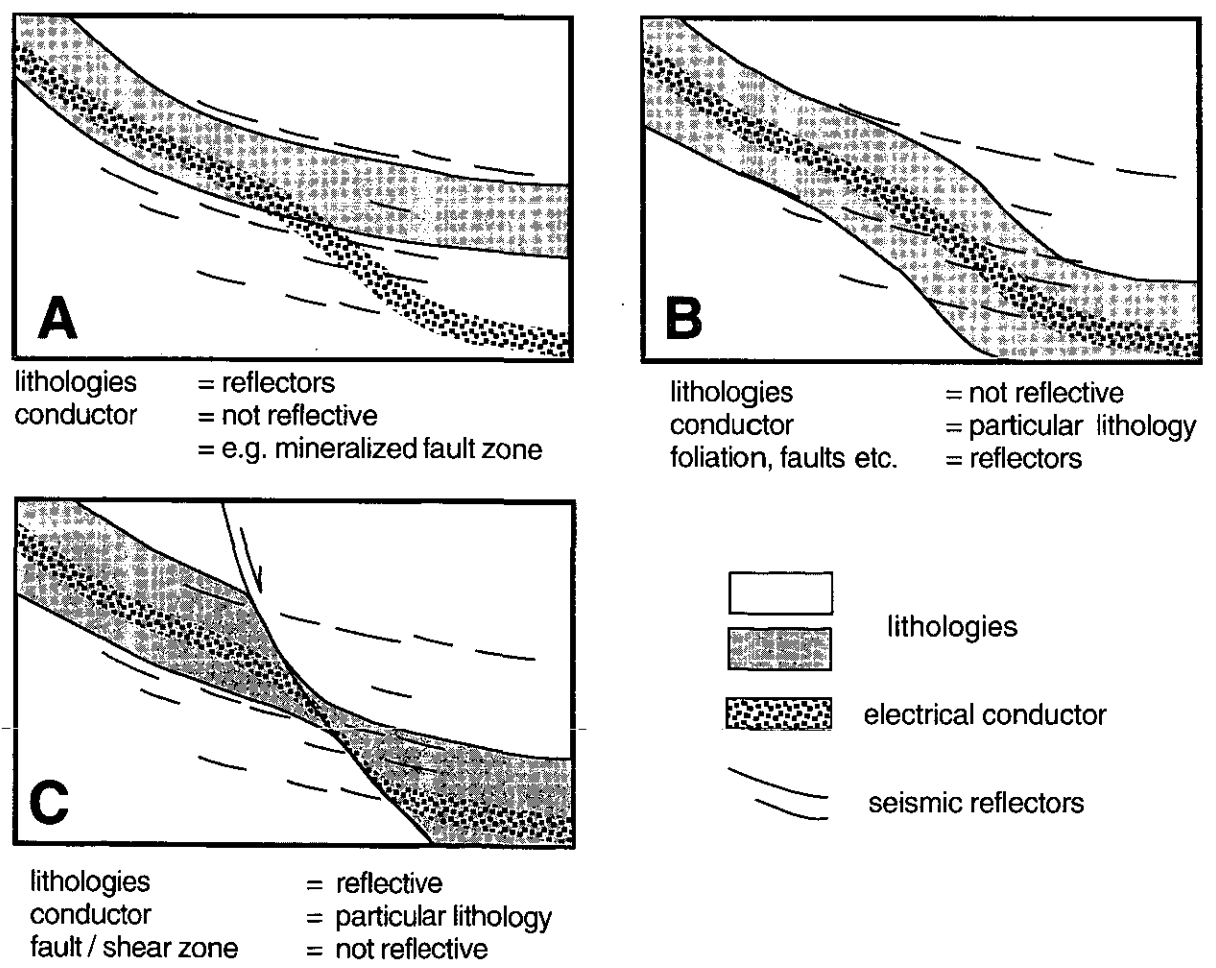 A
lithologies = reflectors
conductor = not reflective
= e.g. mineralized fault zone
B
lithologies = not reflective
conductor = particular lithology
foliation, faults etc. = reflectors
C
lithologies = reflective
conductor = particular lithology
fault / shear zone = not reflective
lithologies
electrical conductor
seismic reflectors